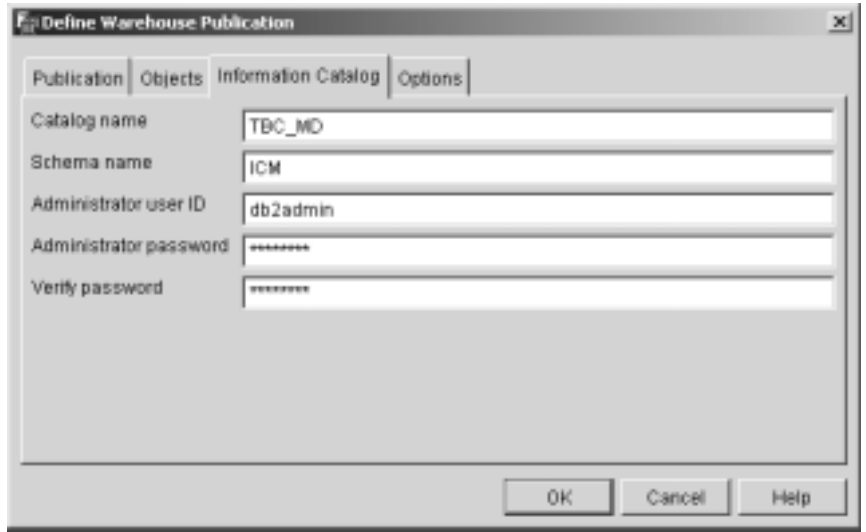 Define Warehouse Publication
Publication Objects Information Catalog Options
Catalog name TBC_MD
Schema name ICM
Administrator user ID db2admin
Administrator password ********
Verify password ********
OK Cancel Help